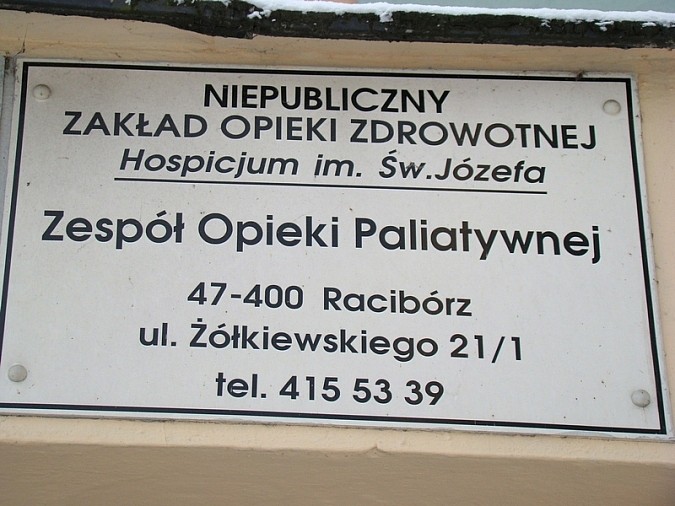 NIEPUBLICZNY
ZAKŁAD OPIEKI ZDROWOTNEJ
Hospicjum im. Św.Józefa
Zespół Opieki Paliatywnej
47-400 Racibórz
ul. Żółkiewskiego 21/1
tel. 415 53 39